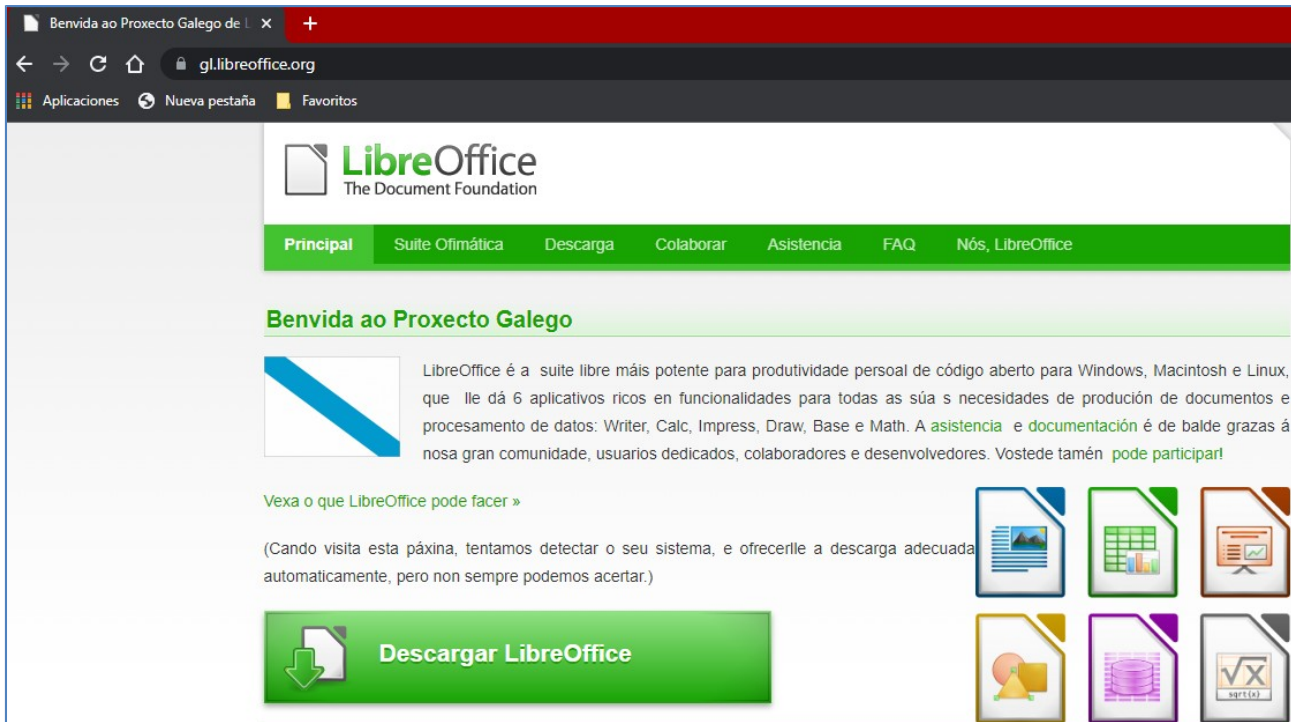 Benvida ao Proxecto Galego de L
gl.libreoffice.org
Aplicaciones Nueva pestaña Favoritos
LibreOffice
The Document Foundation
Principal Suite Ofimática Descarga Colaborar Asistencia FAQ Nós, LibreOffice
Benvida ao Proxecto Galego
LibreOffice é a suite libre máis potente para produtividade persoal de código aberto para Windows, Macintosh e Linux,
que lle dá 6 aplicativos ricos en funcionalidades para todas as súa s necesidades de produción de documentos e
procesamento de datos: Writer, Calc, Impress, Draw, Base e Math. A asistencia e documentación é de balde grazas á
nosa gran comunidade, usuarios dedicados, colaboradores e desenvolvedores. Vostede tamén pode participar!
Vexa o que LibreOffice pode facer »
(Cando visita esta páxina, tentamos detectar o seu sistema, e ofrecerlle a descarga adecuada
automaticamente, pero non sempre podemos acertar.)
Descargar LibreOffice
√x
sqrt(x)